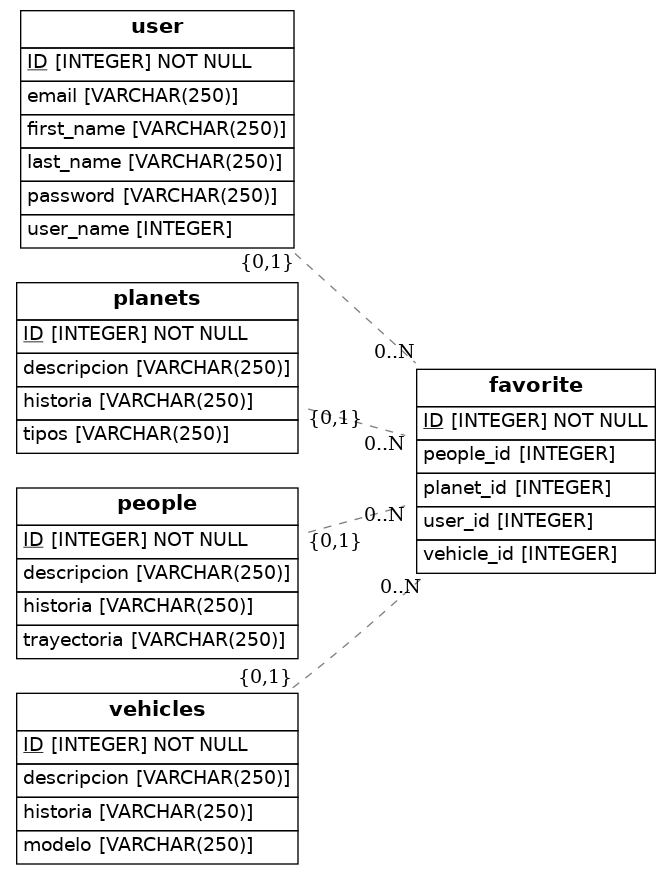 user
ID [INTEGER] NOT NULL
email [VARCHAR(250)]
first_name [VARCHAR(250)]
last_name [VARCHAR(250)]
password [VARCHAR(250)]
user_name [INTEGER]
{0,1}
0..N
planets
ID [INTEGER] NOT NULL
descripcion [VARCHAR(250)]
historia [VARCHAR(250)]
tipos [VARCHAR(250)]
{0,1}
0..N
people
ID [INTEGER] NOT NULL
descripcion [VARCHAR(250)]
historia [VARCHAR(250)]
trayectoria [VARCHAR(250)]
{0,1}
0..N
vehicles
ID [INTEGER] NOT NULL
descripcion [VARCHAR(250)]
historia [VARCHAR(250)]
modelo [VARCHAR(250)]
{0,1}
0..N
favorite
ID [INTEGER] NOT NULL
people_id [INTEGER]
planet_id [INTEGER]
user_id [INTEGER]
vehicle_id [INTEGER]